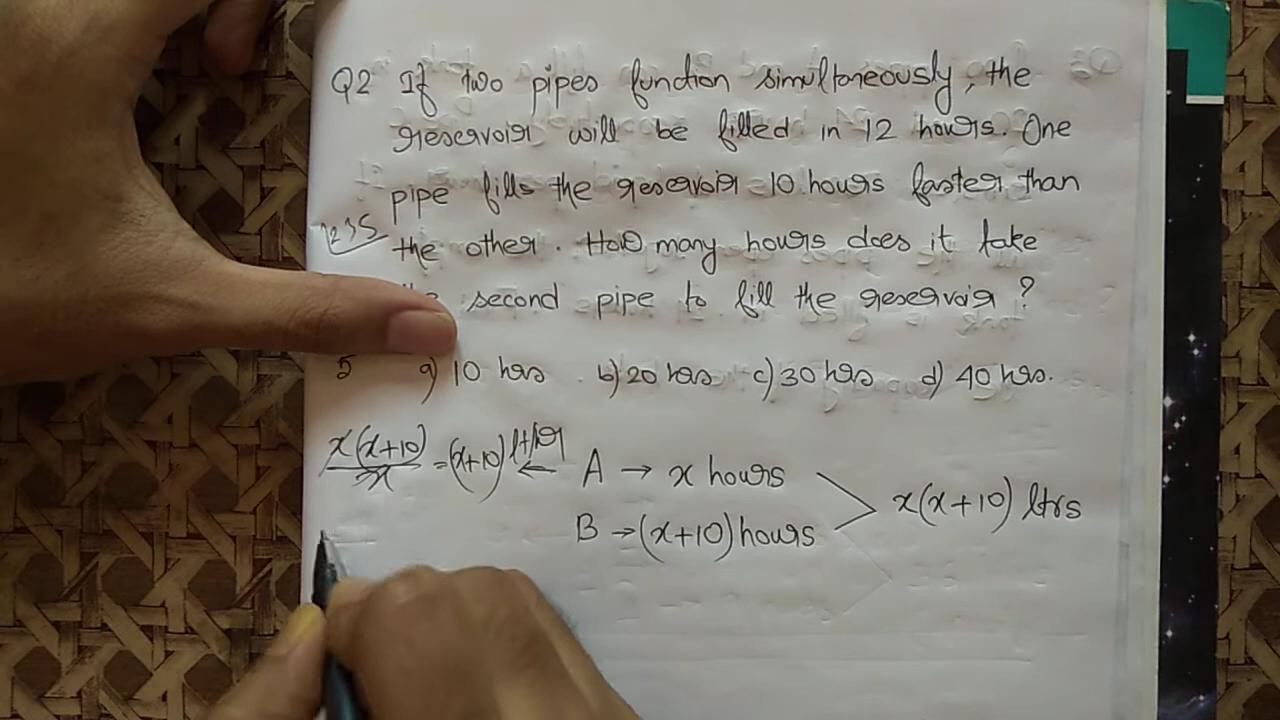 Q2 If two pipes function simultaneously, the
reservoir will be filled in 12 hours. One
pipe fills the reservoir 10 hours faster than
the other. How many hours does it take
second pipe to fill the reservoir?
a) 10 hrs b) 20 hrs c) 30 hrs d) 40 hrs.
x(x+10)/x = (x+10) lt/hr ← A → x hours
B → (x+10) hours
x(x+10) ltrs